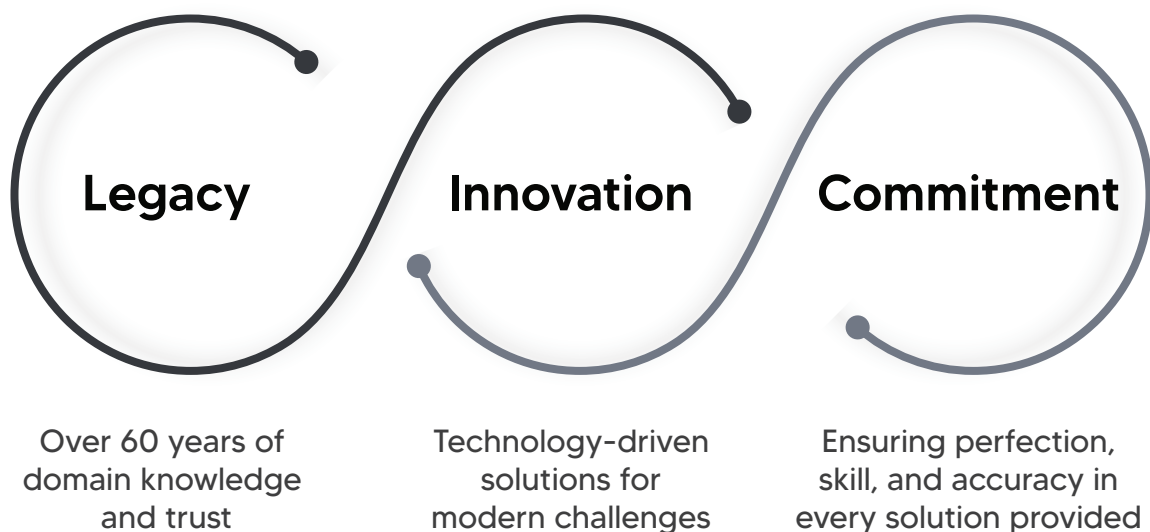 Legacy
Innovation
Commitment
Over 60 years of
domain knowledge
and trust
Technology-driven
solutions for
modern challenges
Ensuring perfection,
skill, and accuracy in
every solution provided